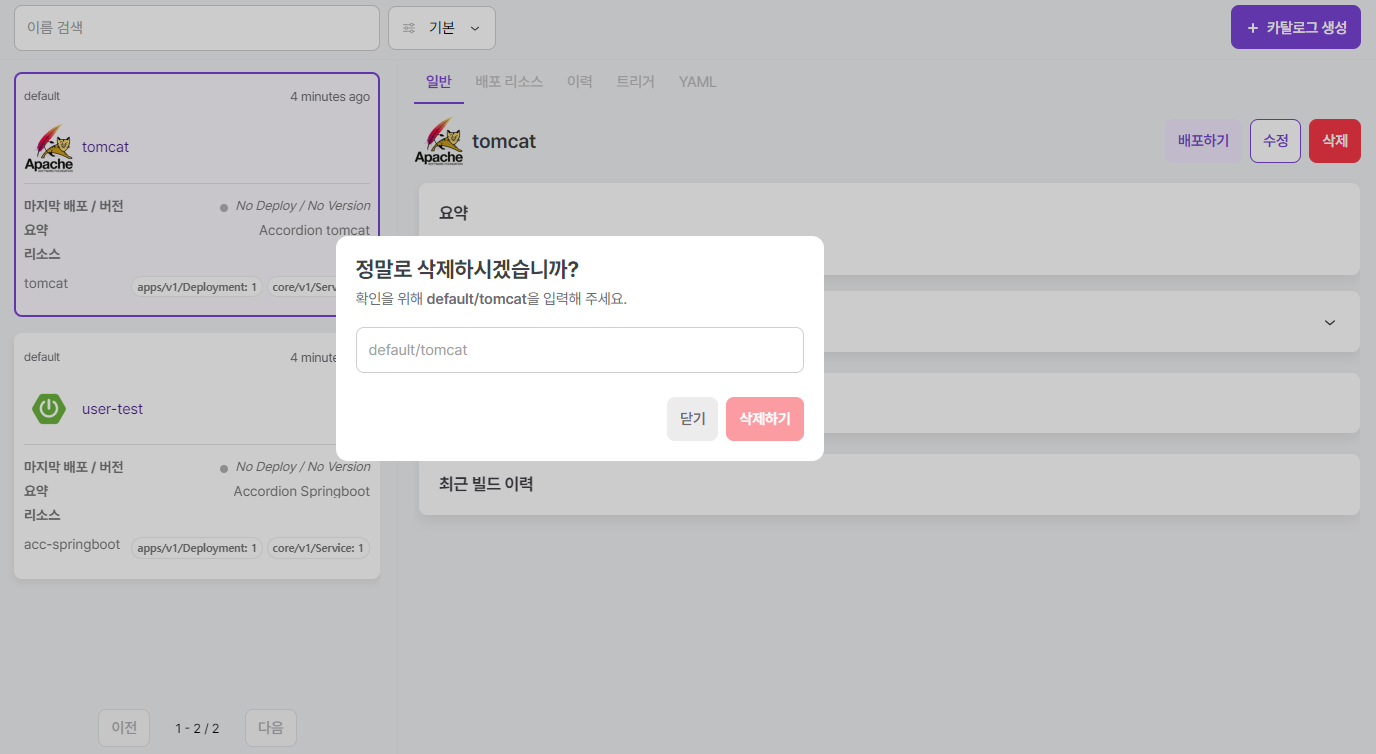 이름 검색
기본
+ 카탈로그 생성
default
4 minutes ago
Apache
tomcat
마지막 배포 / 버전
No Deploy / No Version
요약
Accordion tomcat
리소스
tomcat
apps/v1/Deployment: 1
core/v1/Serv
default
4 minute
user-test
마지막 배포 / 버전
No Deploy / No Version
요약
Accordion Springboot
리소스
acc-springboot
apps/v1/Deployment: 1
core/v1/Service: 1
이전
1 - 2 / 2
다음
일반
배포 리소스
이력
트리거
YAML
Apache
tomcat
배포하기
수정
삭제
요약
최근 빌드 이력
정말로 삭제하시겠습니까?
확인을 위해 default/tomcat을 입력해 주세요.
default/tomcat
닫기
삭제하기